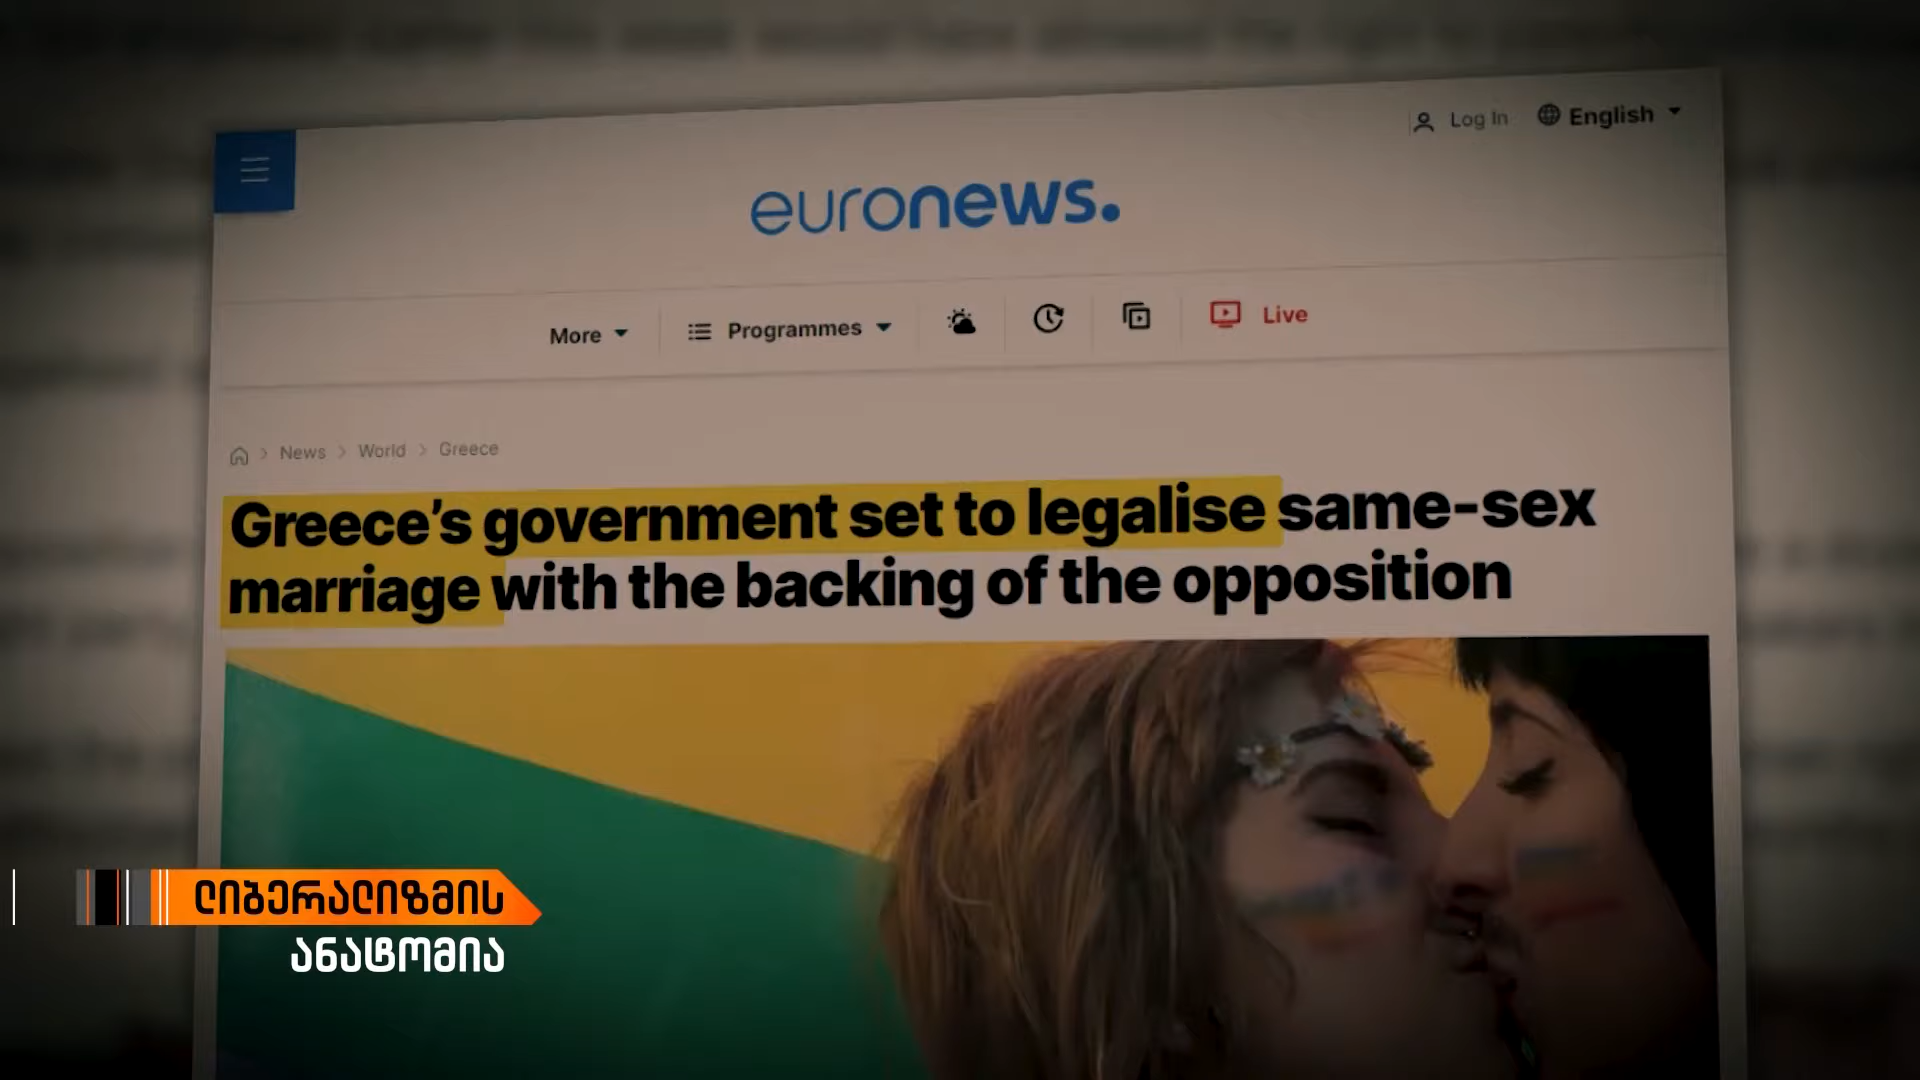 Log In
English
euronews.
More
Programmes
Live
News > World > Greece
Greece's government set to legalise same-sex
marriage with the backing of the opposition
ლიბერალიზმის
ანატომია